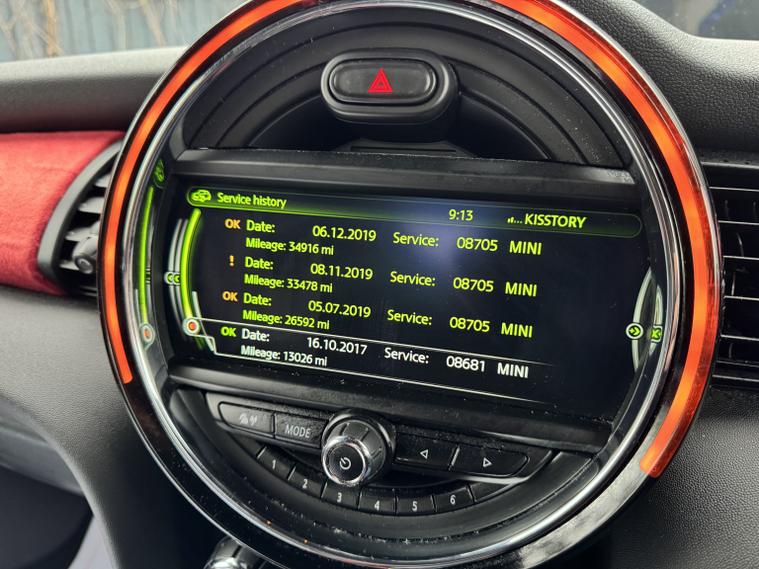 Service history
9:13 KISSTORY
OK Date: 06.12.2019 Service: 08705 MINI
Mileage: 34916 mi
! Date: 08.11.2019 Service: 08705 MINI
Mileage: 33478 mi
OK Date: 05.07.2019 Service: 08705 MINI
Mileage: 26592 mi
OK Date: 16.10.2017 Service: 08681 MINI
Mileage: 13026 mi
MODE
1 2 3 4 5 6